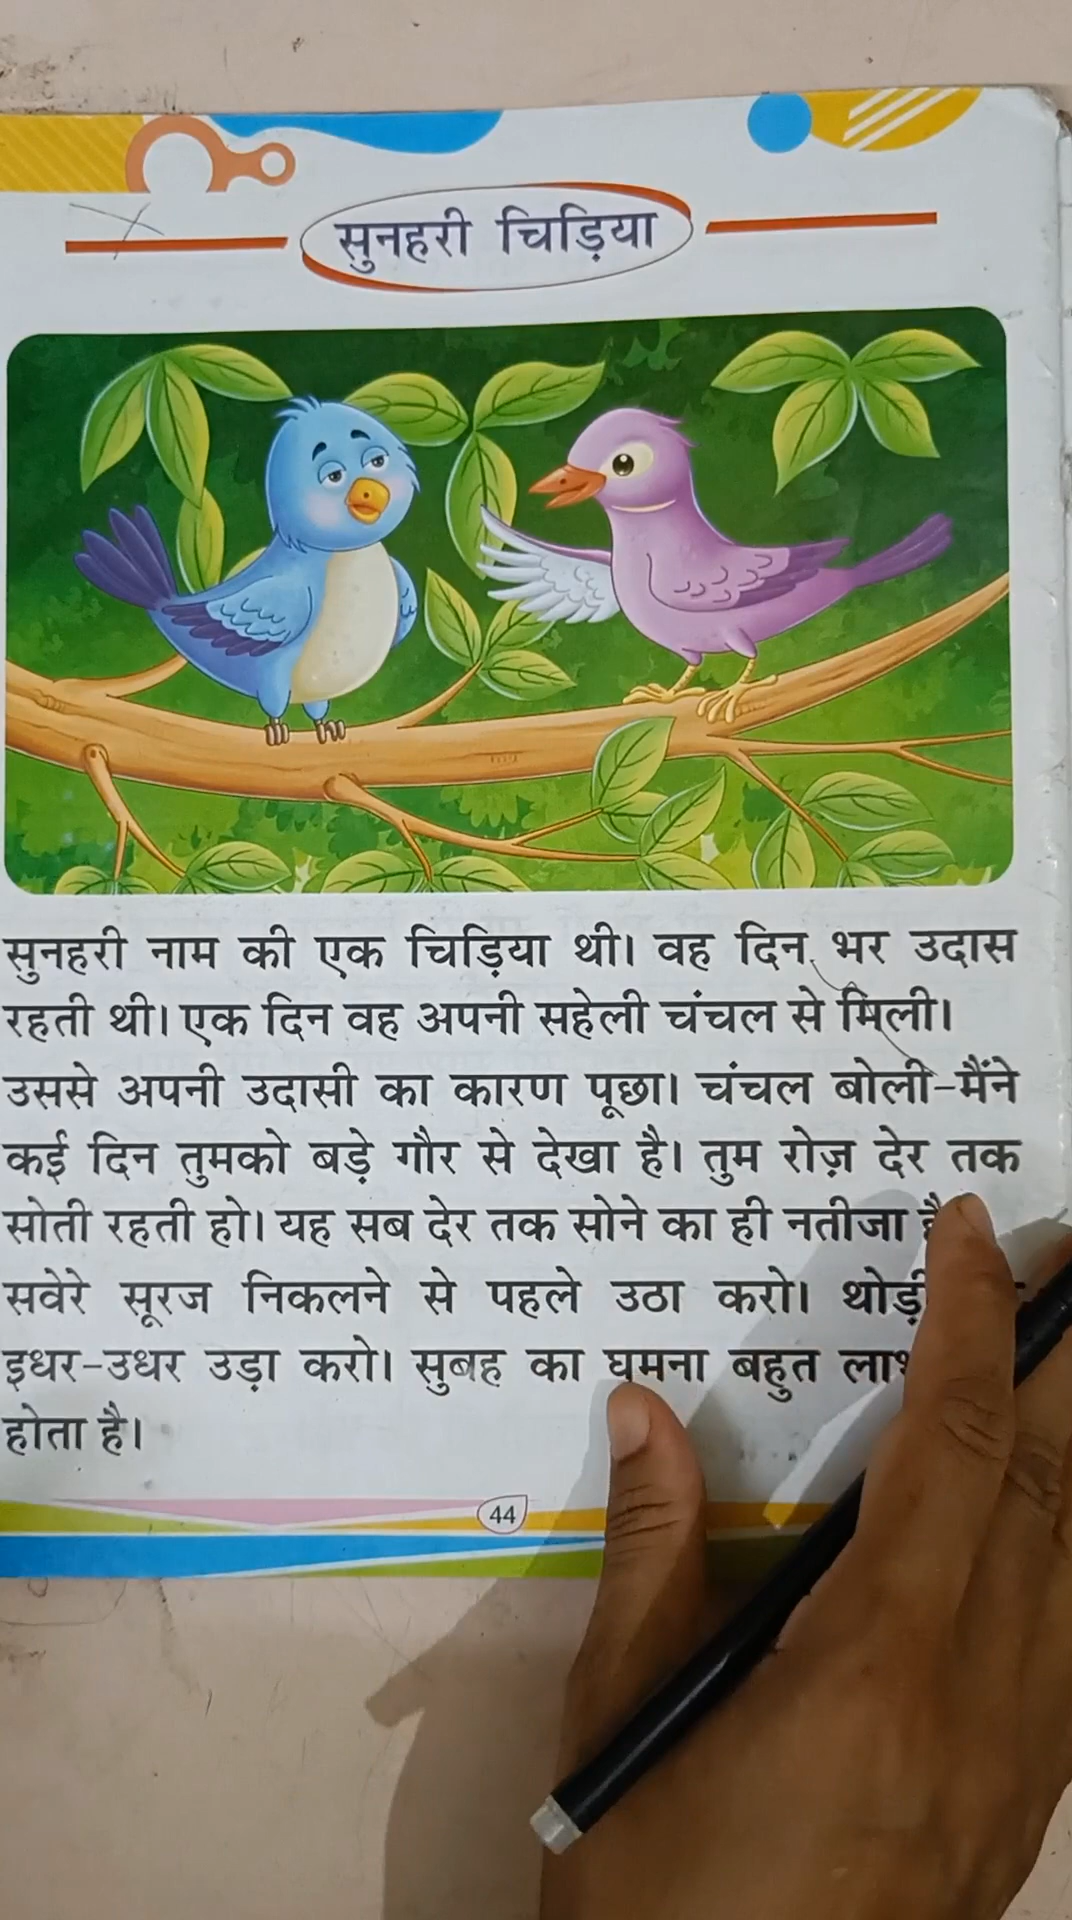 सुनहरी चिड़िया
सुनहरी नाम की एक चिड़िया थी। वह दिन भर उदास
रहती थी। एक दिन वह अपनी सहेली चंचल से मिली।
उससे अपनी उदासी का कारण पूछा। चंचल बोली-मैंने
कई दिन तुमको बड़े गौर से देखा है। तुम रोज़ देर तक
सोती रहती हो। यह सब देर तक सोने का ही नतीजा
सवेरे सूरज निकलने से पहले उठा करो।
इधर-उधर उड़ा करो। सुबह का बहुत
होता है।
44